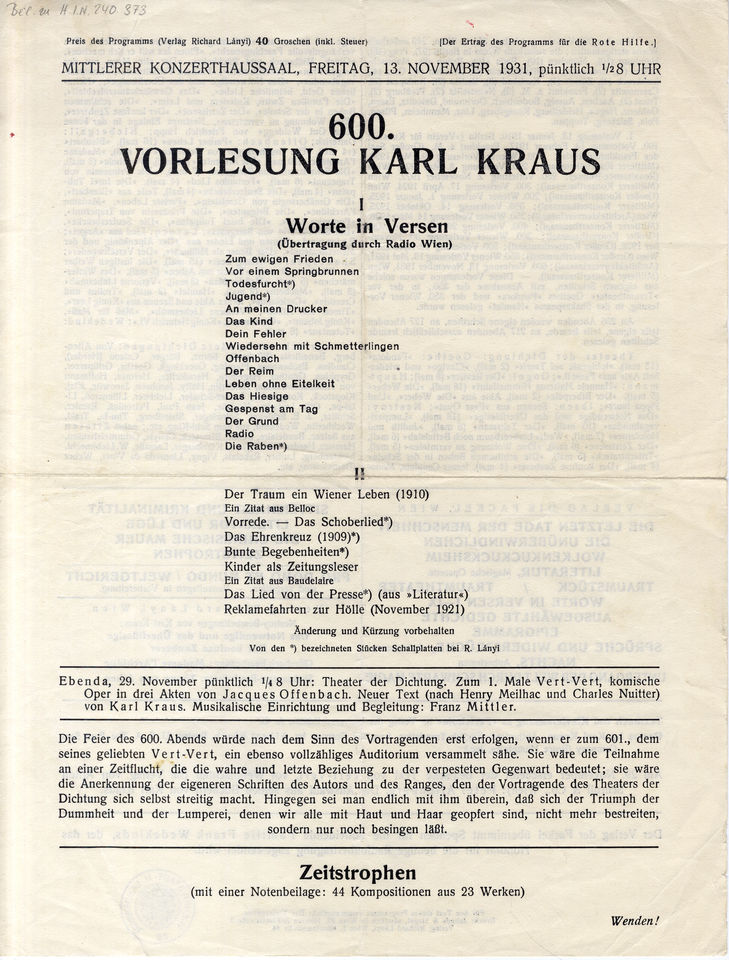 Bei zu H.I.N. 240 373
Preis des Programms (Verlag Richard Lányi) 40 Groschen (inkl. Steuer) [Der Ertrag des Programms für die Rote Hilfe.]
MITTLERER KONZERTHAUSSAAL, FREITAG, 13. NOVEMBER 1931, pünktlich 1/28 UHR
600.
VORLESUNG KARL KRAUS
I
Worte in Versen
(Übertragung durch Radio Wien)
Zum ewigen Frieden
Vor einem Springbrunnen
Todesfurcht*)
Jugend*)
An meinen Drucker
Das Kind
Dein Fehler
Wiedersehn mit Schmetterlingen
Offenbach
Der Reim
Leben ohne Eitelkeit
Das Hiesige
Gespenst am Tag
Der Grund
Radio
Die Raben*)
II
Der Traum ein Wiener Leben (1910)
Ein Zitat aus Belloc
Vorrede. — Das Schoberlied*)
Das Ehrenkreuz (1909)*)
Bunte Begebenheiten*)
Kinder als Zeitungsleser
Ein Zitat aus Baudelaire
Das Lied von der Presse*) (aus »Literatur«)
Reklamefahrten zur Hölle (November 1921)
Änderung und Kürzung vorbehalten
Von den *) bezeichneten Stücken Schallplatten bei R. Lányi
Ebenda, 29. November pünktlich 1/4 8 Uhr: Theater der Dichtung. Zum 1. Male Vert-Vert, komische
Oper in drei Akten von Jacques Offenbach. Neuer Text (nach Henry Meilhac und Charles Nuitter)
von Karl Kraus. Musikalische Einrichtung und Begleitung: Franz Mittler.
Die Feier des 600. Abends würde nach dem Sinn des Vortragenden erst erfolgen, wenn er zum 601., dem
seines geliebten Vert-Vert, ein ebenso vollzähliges Auditorium versammelt sähe. Sie wäre die Teilnahme
an einer Zeitflucht, die die wahre und letzte Beziehung zu der verpesteten Gegenwart bedeutet; sie wäre
die Anerkennung der eigeneren Schriften des Autors und des Ranges, den der Vortragende des Theaters der
Dichtung sich selbst streitig macht. Hingegen sei man endlich mit ihm überein, daß sich der Triumph der
Dummheit und der Lumperei, denen wir alle mit Haut und Haar geopfert sind, nicht mehr bestreiten,
sondern nur noch besingen läßt.
Zeitstrophen
(mit einer Notenbeilage: 44 Kompositionen aus 23 Werken)
Wenden!